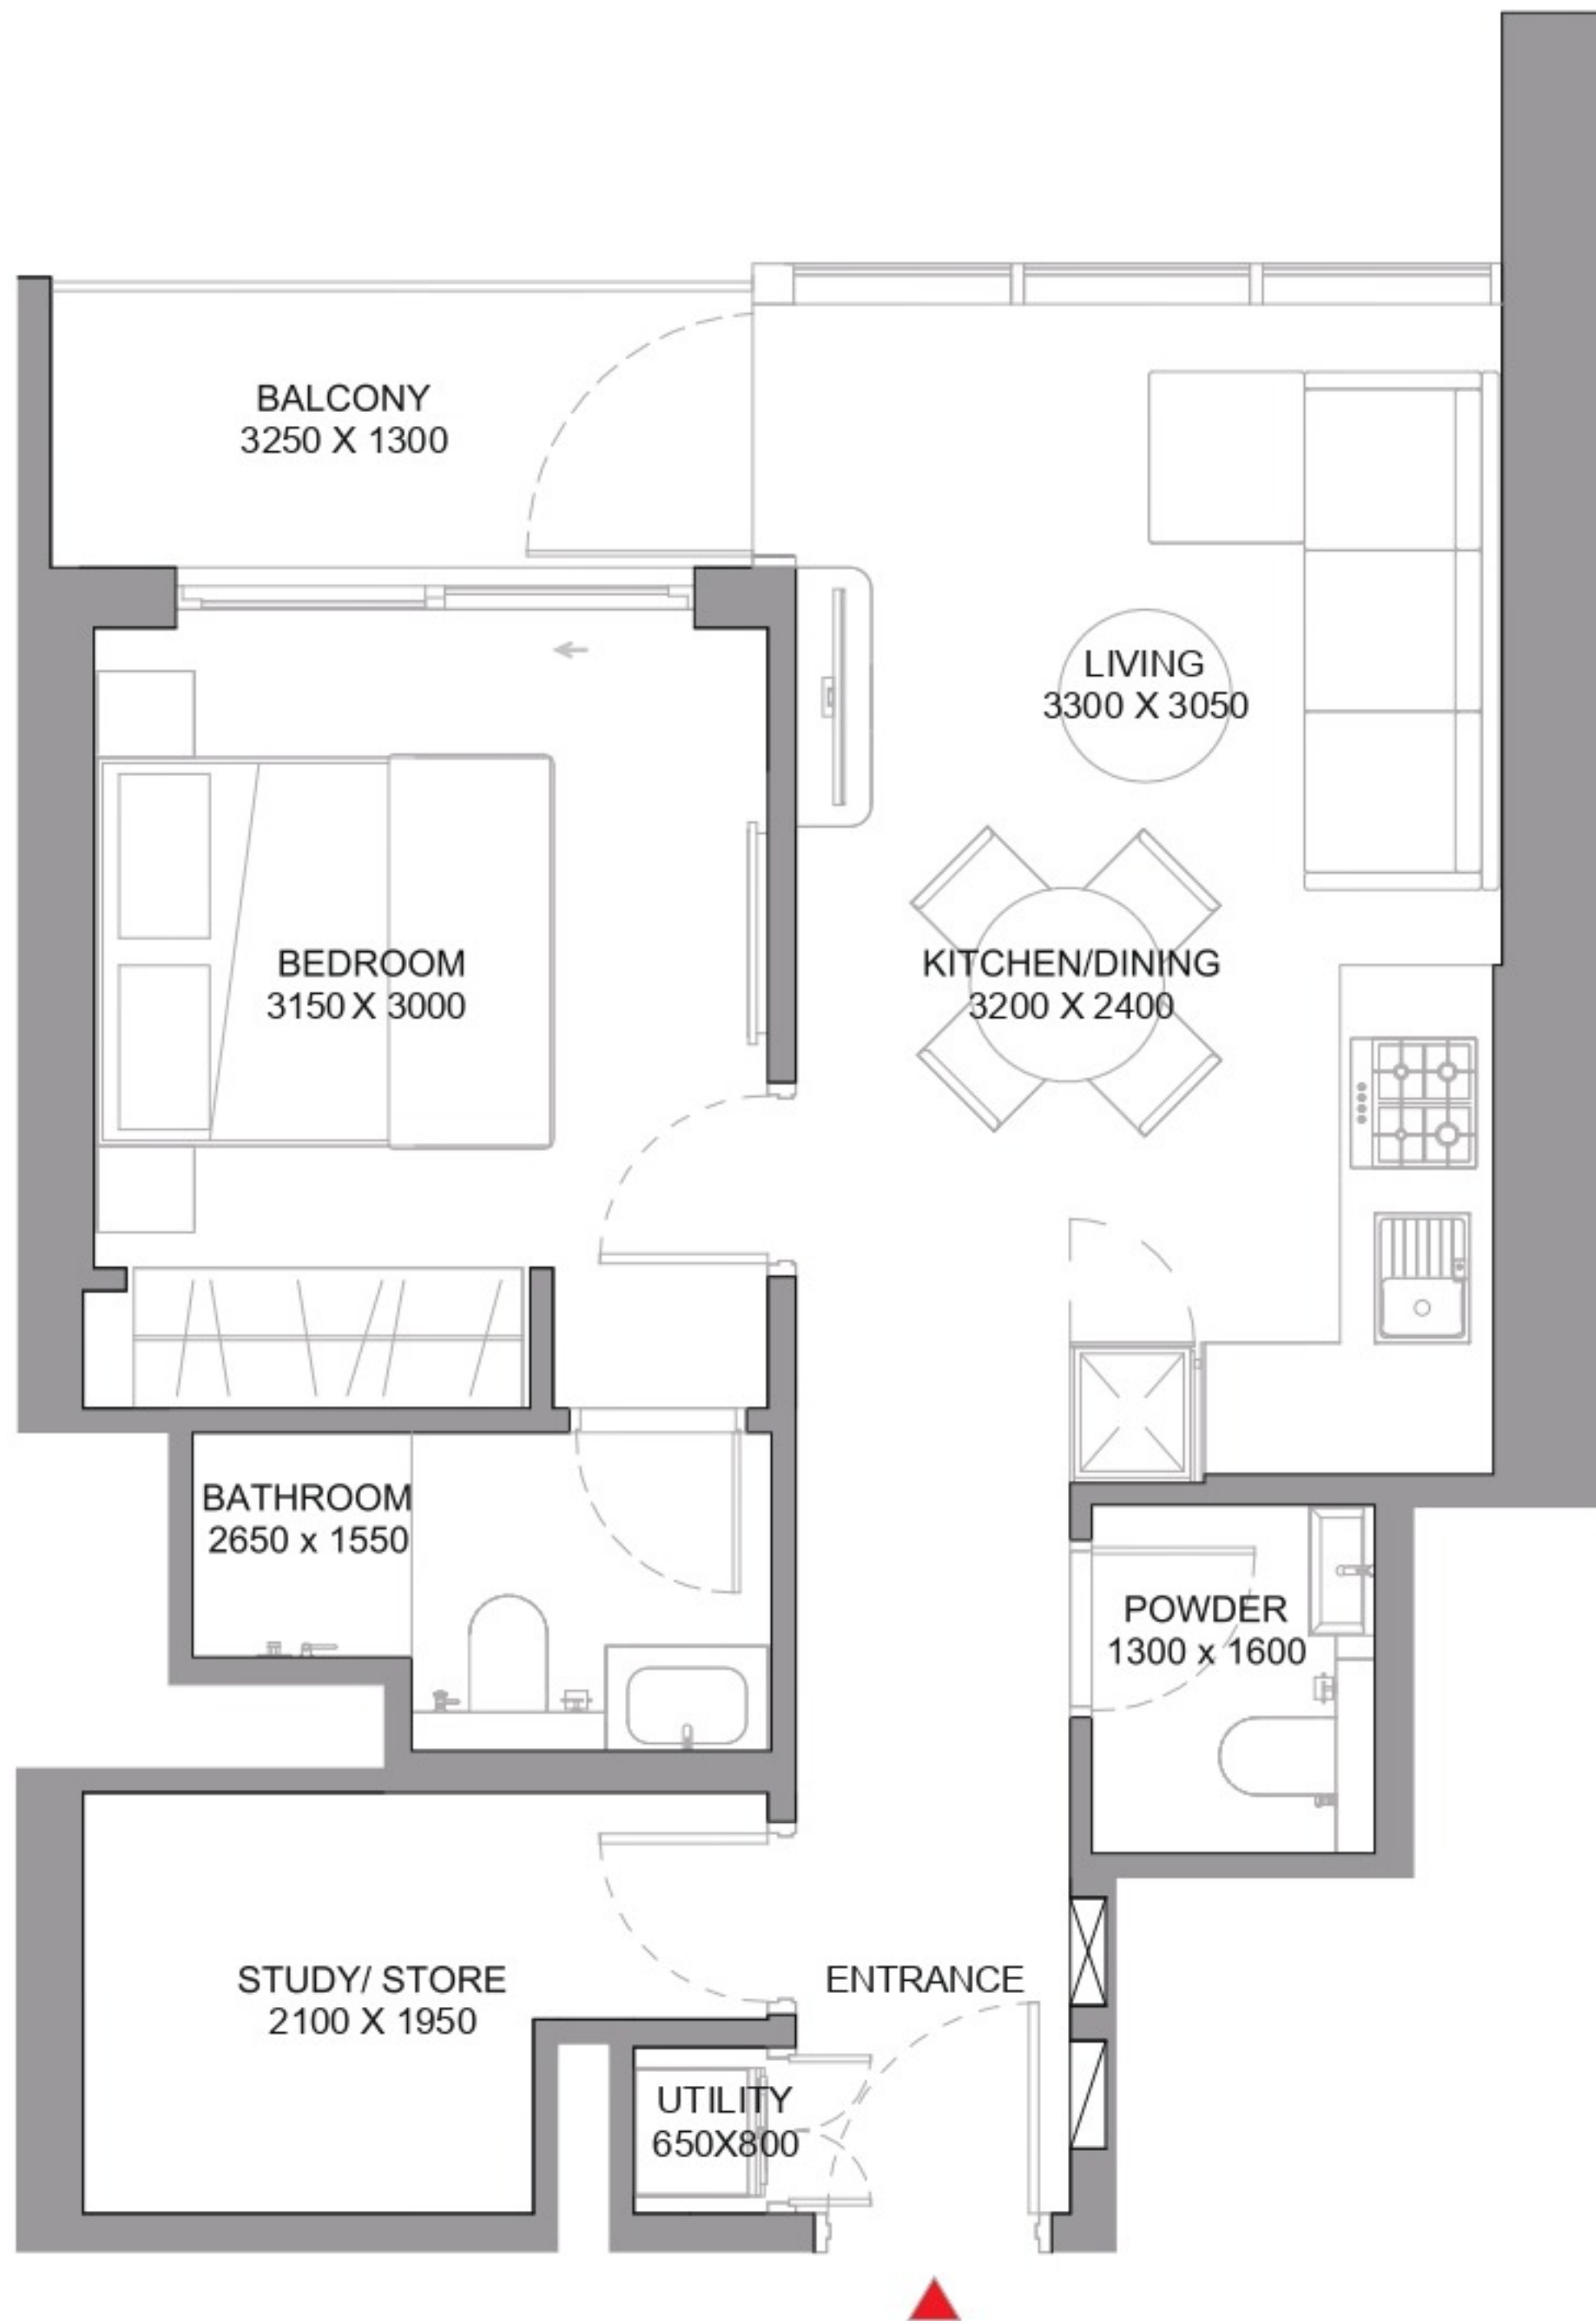 BALCONY
3250 X 1300
LIVING
3300 X 3050
BEDROOM
3150 X 3000
KITCHEN/DINING
3200 X 2400
BATHROOM
2650 x 1550
POWDER
1300 x 1600
STUDY/ STORE
2100 X 1950
ENTRANCE
UTILITY
650X800